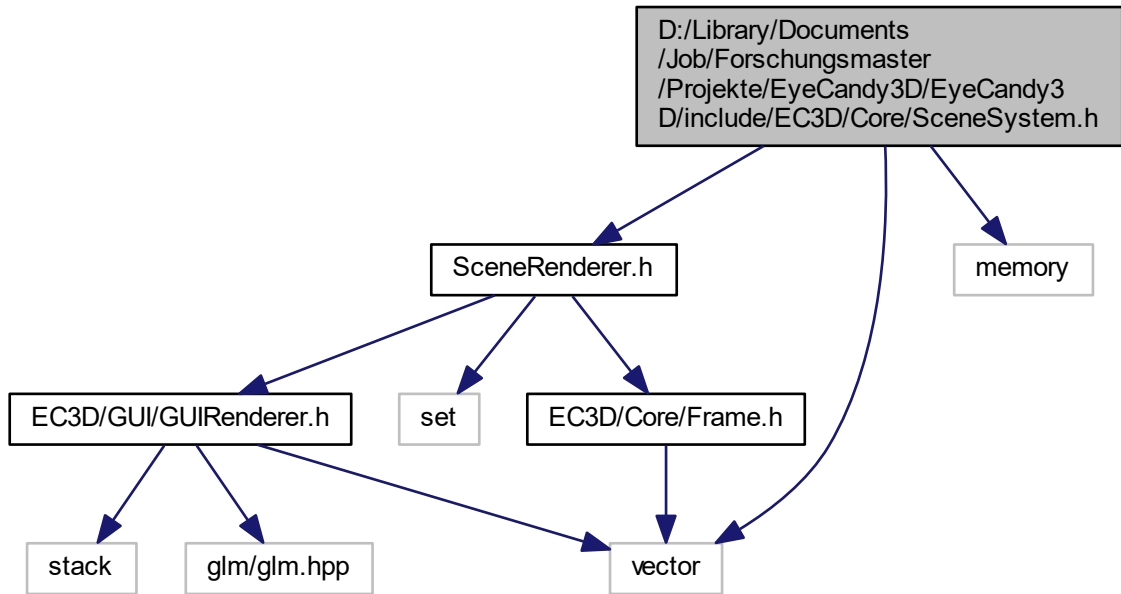 D:/Library/Documents
/Job/Forschungsmaster
/Projekte/EyeCandy3D/EyeCandy3
D/include/EC3D/Core/SceneSystem.h
SceneRenderer.h
memory
EC3D/GUI/GUIRenderer.h
set
EC3D/Core/Frame.h
stack
glm/glm.hpp
vector